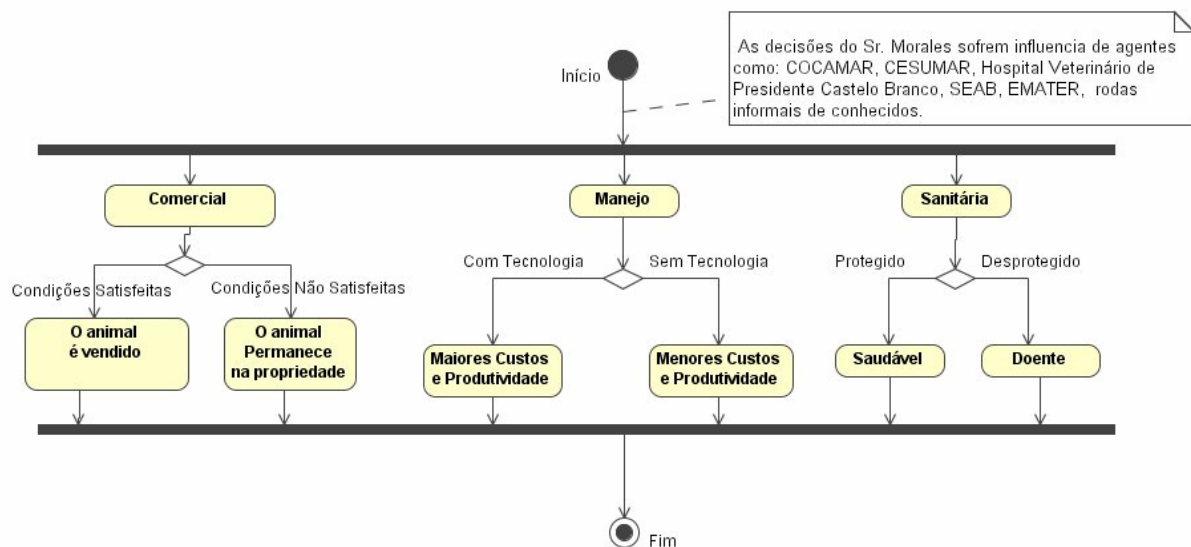 As decisões do Sr. Morales sofrem influencia de agentes
como: COCAMAR, CESUMAR, Hospital Veterinário de
Presidente Castelo Branco, SEAB, EMATER, rodas
informais de conhecidos.
Início
Comercial
Manejo
Sanitária
Com Tecnologia
Sem Tecnologia
Protegido
Desprotegido
Condições Satisfeitas
Condições Não Satisfeitas
O animal
é vendido
O animal
Permanece
na propriedade
Maiores Custos
e Produtividade
Menores Custos
e Produtividade
Saudável
Doente
Fim